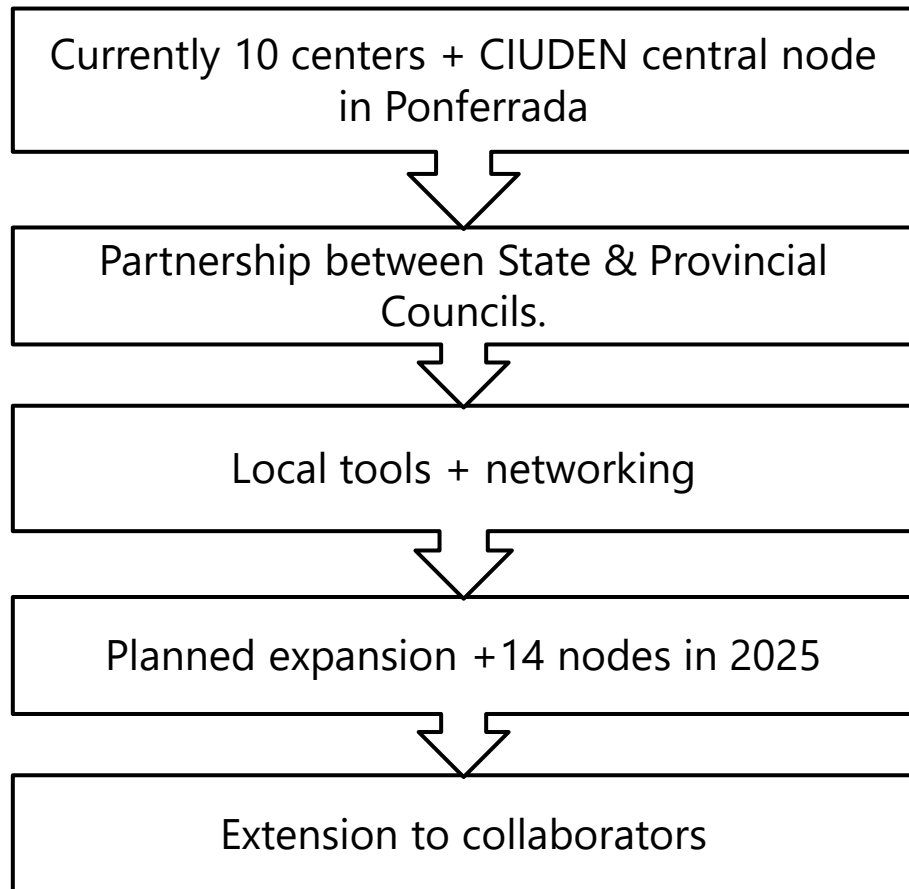 Currently 10 centers + CIUDEN central node
in Ponferrada
Partnership between State & Provincial
Councils.
Local tools + networking
Planned expansion +14 nodes in 2025
Extension to collaborators